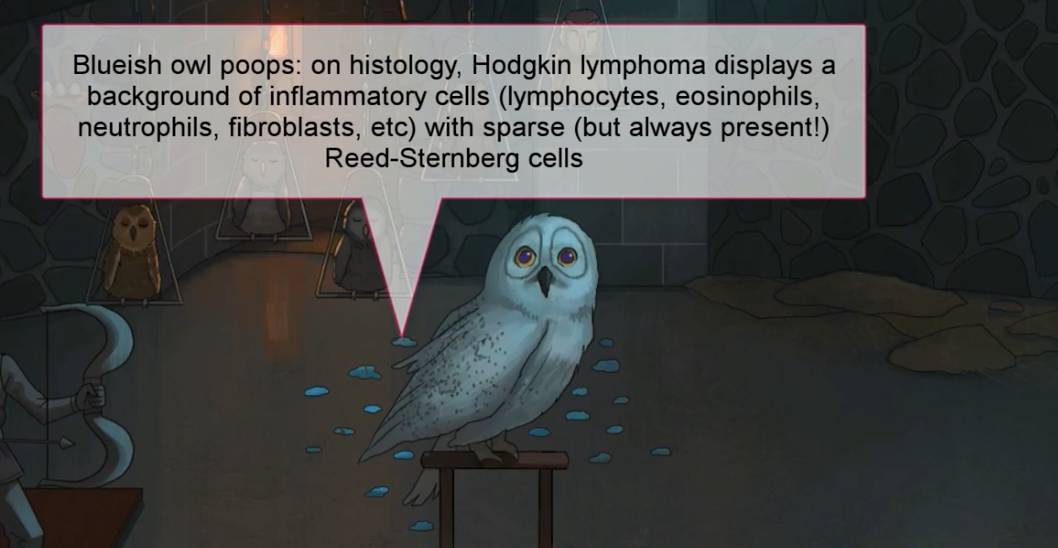 Blueish owl poops: on histology, Hodgkin lymphoma displays a
background of inflammatory cells (lymphocytes, eosinophils,
neutrophils, fibroblasts, etc) with sparse (but always present!)
Reed-Sternberg cells